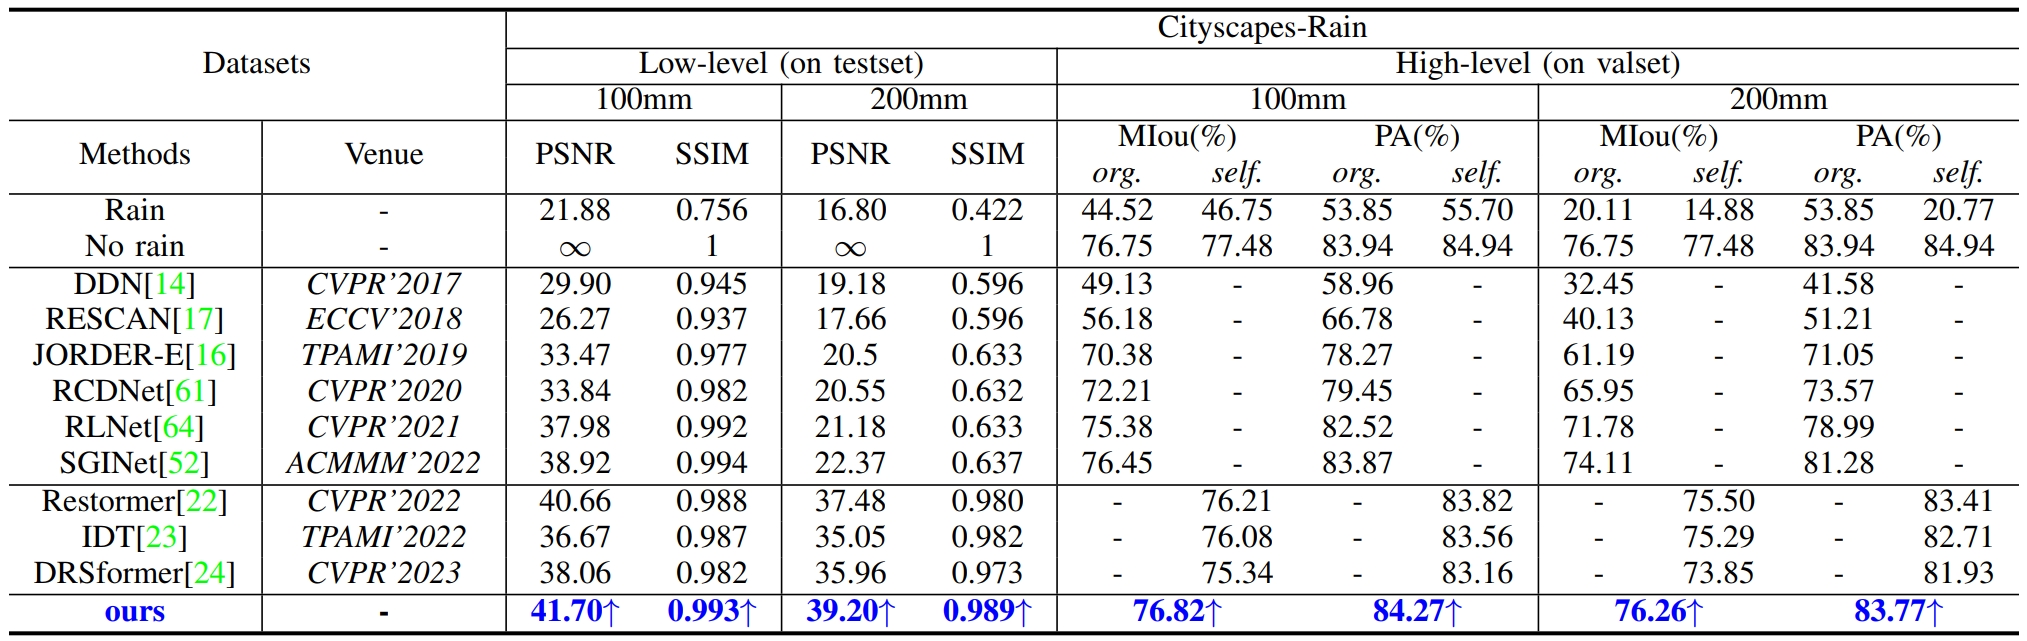 Cityscapes-Rain
Datasets Low-level (on testset) High-level (on valset)
100mm 200mm 100mm 200mm
Methods Venue PSNR SSIM PSNR SSIM MIou(%) PA(%) MIou(%) PA(%)
org. self. org. self. org. self. org. self.
Rain - 21.88 0.756 16.80 0.422 44.52 46.75 53.85 55.70 20.11 14.88 53.85 20.77
No rain - ∞ 1 ∞ 1 76.75 77.48 83.94 84.94 76.75 77.48 83.94 84.94
DDN[14] CVPR'2017 29.90 0.945 19.18 0.596 49.13 - 58.96 - 32.45 - 41.58 -
RESCAN[17] ECCV'2018 26.27 0.937 17.66 0.596 56.18 - 66.78 - 40.13 - 51.21 -
JORDER-E[16] TPAMI'2019 33.47 0.977 20.5 0.633 70.38 - 78.27 - 61.19 - 71.05 -
RCDNet[61] CVPR'2020 33.84 0.982 20.55 0.632 72.21 - 79.45 - 65.95 - 73.57 -
RLNet[64] CVPR'2021 37.98 0.992 21.18 0.633 75.38 - 82.52 - 71.78 - 78.99 -
SGINet[52] ACMMM'2022 38.92 0.994 22.37 0.637 76.45 - 83.87 - 74.11 - 81.28 -
Restormer[22] CVPR'2022 40.66 0.988 37.48 0.980 - 76.21 - 83.82 - 75.50 - 83.41
IDT[23] TPAMI'2022 36.67 0.987 35.05 0.982 - 76.08 - 83.56 - 75.29 - 82.71
DRSformer[24] CVPR'2023 38.06 0.982 35.96 0.973 - 75.34 - 83.16 - 73.85 - 81.93
ours - 41.70↑ 0.993↑ 39.20↑ 0.989↑ 76.82↑ 84.27↑ 76.26↑ 83.77↑